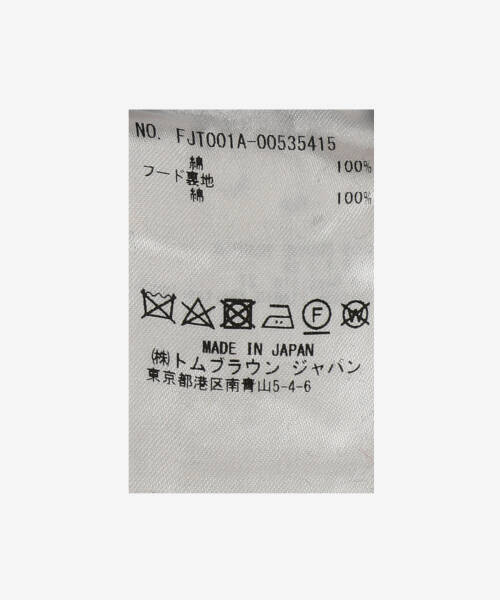 NO. FJT001A-00535415
綿 100%
フード裏地
綿 100%
F W
MADE IN JAPAN
(株)トムブラウン ジャパン
東京都港区南青山5-4-6